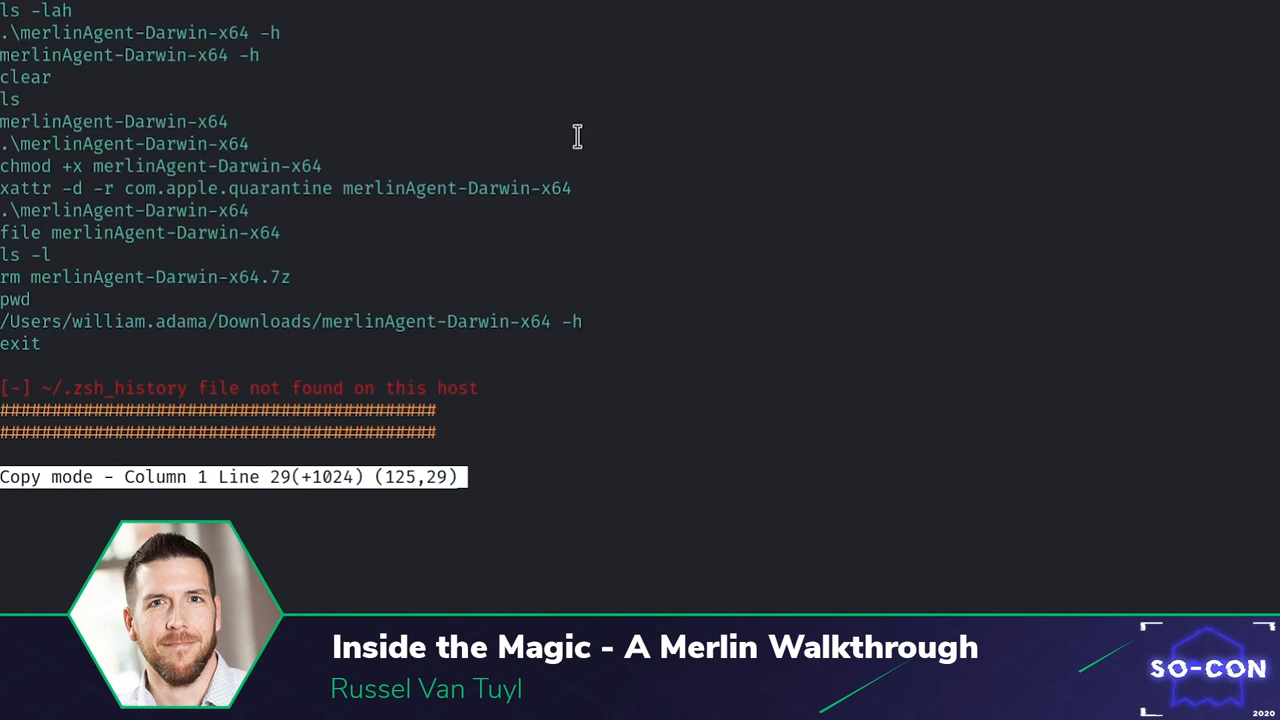 ls -lah
.\merlinAgent-Darwin-x64 -h
merlinAgent-Darwin-x64 -h
clear
ls
merlinAgent-Darwin-x64
.\merlinAgent-Darwin-x64
chmod +x merlinAgent-Darwin-x64
xattr -d -r com.apple.quarantine merlinAgent-Darwin-x64
.\merlinAgent-Darwin-x64
file merlinAgent-Darwin-x64
ls -l
rm merlinAgent-Darwin-x64.7z
pwd
/Users/william.adama/Downloads/merlinAgent-Darwin-x64 -h
exit
[-] ~/.zsh_history file not found on this host
##########################################
##########################################
Copy mode - Column 1 Line 29(+1024) (125,29)
Inside the Magic - A Merlin Walkthrough
Russel Van Tuyl
SO-CON
2020